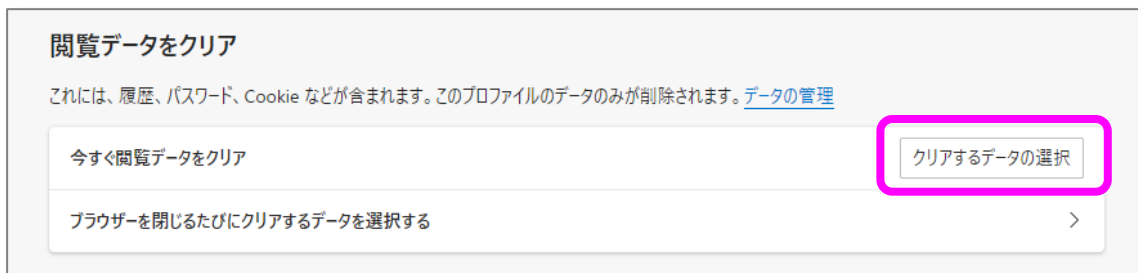 閲覧データをクリア
これには、履歴、パスワード、Cookie などが含まれます。このプロファイルのデータのみが削除されます。データの管理
今すぐ閲覧データをクリア
クリアするデータの選択
ブラウザーを閉じるたびにクリアするデータを選択する